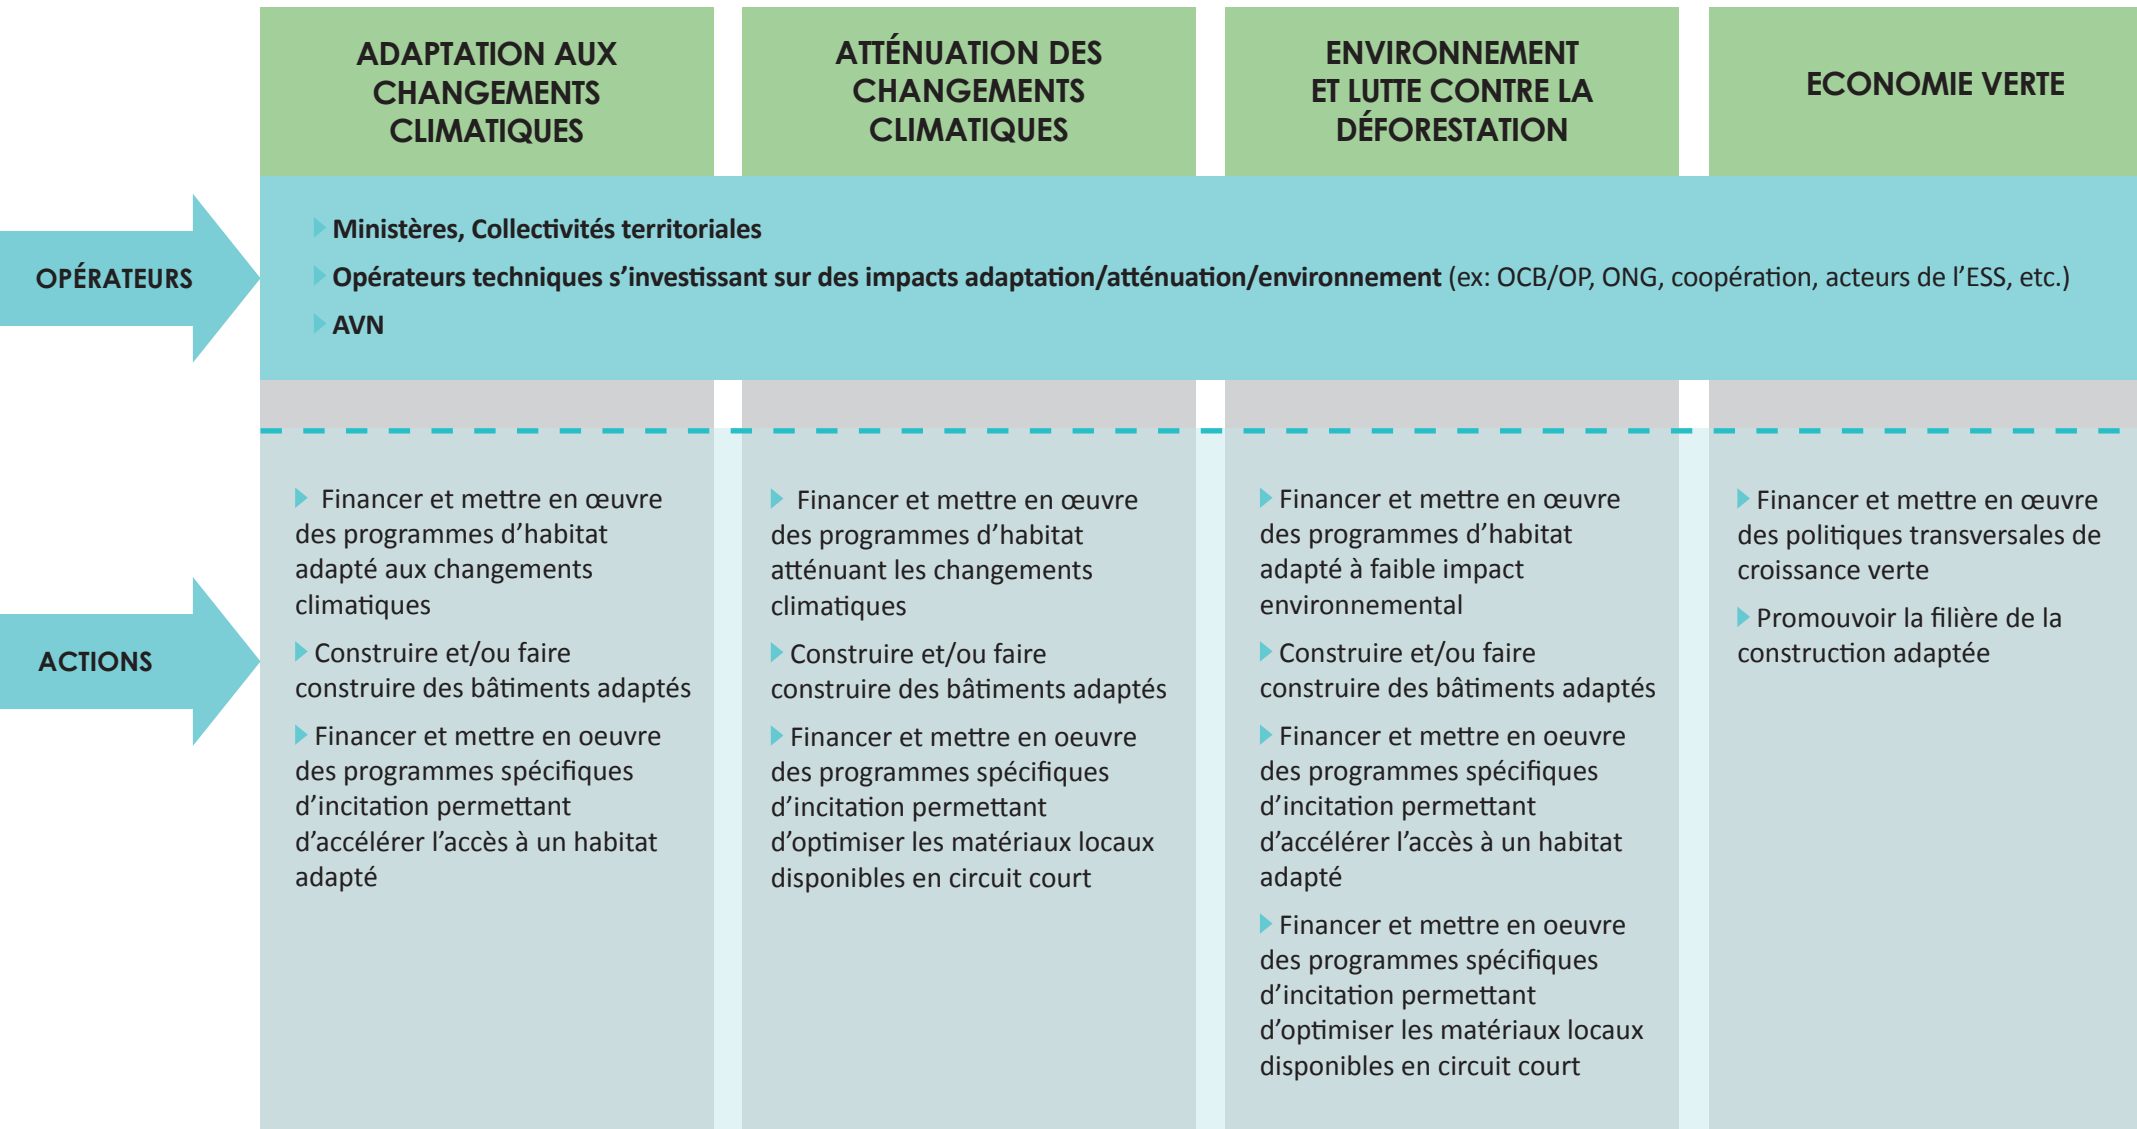 ADAPTATION AUX
CHANGEMENTS
CLIMATIQUES
ATTÉNUATION DES
CHANGEMENTS
CLIMATIQUES
ENVIRONNEMENT
ET LUTTE CONTRE LA
DÉFORESTATION
ECONOMIE VERTE
OPÉRATEURS
Ministères, Collectivités territoriales
Opérateurs techniques s’investissant sur des impacts adaptation/atténuation/environnement (ex: OCB/OP, ONG, coopération, acteurs de l’ESS, etc.)
AVN
ACTIONS
Financer et mettre en œuvre
des programmes d’habitat
adapté aux changements
climatiques
Construire et/ou faire
construire des bâtiments adaptés
Financer et mettre en oeuvre
des programmes spécifiques
d’incitation permettant
d’accélérer l’accès à un habitat
adapté
Financer et mettre en œuvre
des programmes d’habitat
atténuant les changements
climatiques
Construire et/ou faire
construire des bâtiments adaptés
Financer et mettre en oeuvre
des programmes spécifiques
d’incitation permettant
d’optimiser les matériaux locaux
disponibles en circuit court
Financer et mettre en œuvre
des programmes d’habitat
adapté à faible impact
environnemental
Construire et/ou faire
construire des bâtiments adaptés
Financer et mettre en oeuvre
des programmes spécifiques
d’incitation permettant
d’accélérer l’accès à un habitat
adapté
Financer et mettre en oeuvre
des programmes spécifiques
d’incitation permettant
d’optimiser les matériaux locaux
disponibles en circuit court
Financer et mettre en œuvre
des politiques transversales de
croissance verte
Promouvoir la filière de la
construction adaptée